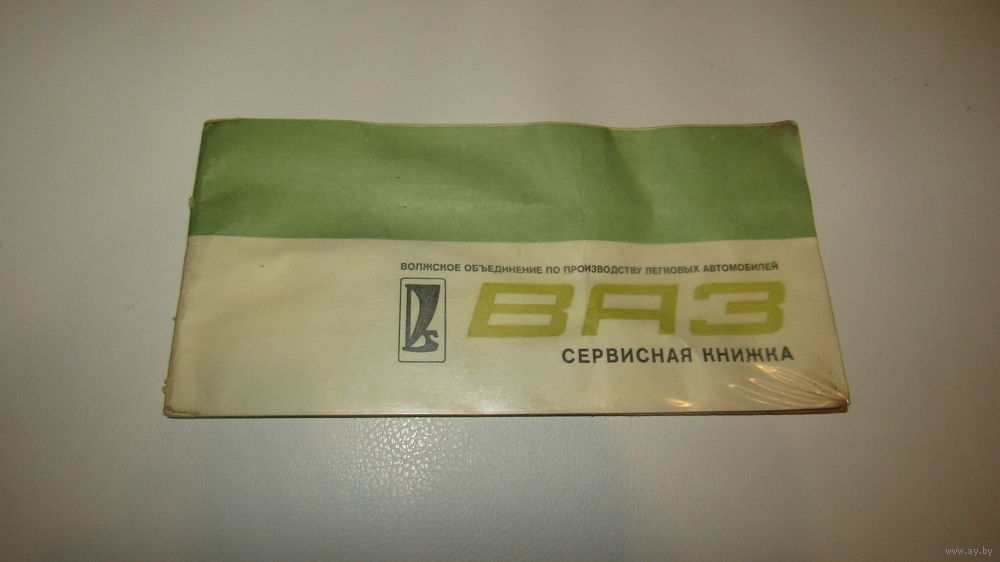 ВОЛЖСКОЕ ОБЪЕДИНЕНИЕ ПО ПРОИЗВОДСТВУ ЛЕГКОВЫХ АВТОМОБИЛЕЙ
ВАЗ
СЕРВИСНАЯ КНИЖКА
www.ay.by